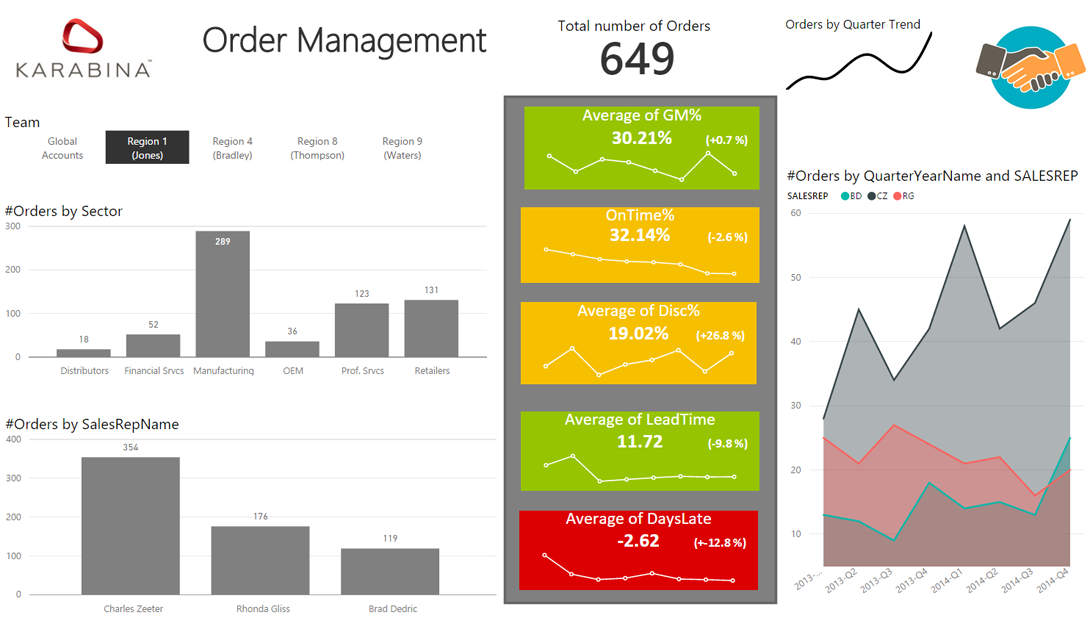 KARABINA™
Order Management
Total number of Orders
649
Orders by Quarter Trend
Team
Global
Accounts
Region 1
(Jones)
Region 4
(Bradley)
Region 8
(Thompson)
Region 9
(Waters)
#Orders by Sector
300
200
100
0
18
52
289
36
123
131
Distributors
Financial Srvcs
Manufacturing
OEM
Prof. Srvcs
Retailers
#Orders by SalesRepName
400
300
200
100
0
354
176
119
Charles Zeeter
Rhonda Gliss
Brad Dedric
Average of GM%
30.21%
(+0.7 %)
OnTime%
32.14%
(-2.6 %)
Average of Disc%
19.02%
(+26.8 %)
Average of LeadTime
11.72
(-9.8 %)
Average of DaysLate
-2.62
(+-12.8 %)
#Orders by QuarterYearName and SALESREP
SALESREP BD CZ RG
60
50
40
30
20
10
2013-...
2013-Q2
2013-Q3
2013-Q4
2014-Q1
2014-Q2
2014-Q3
2014-Q4